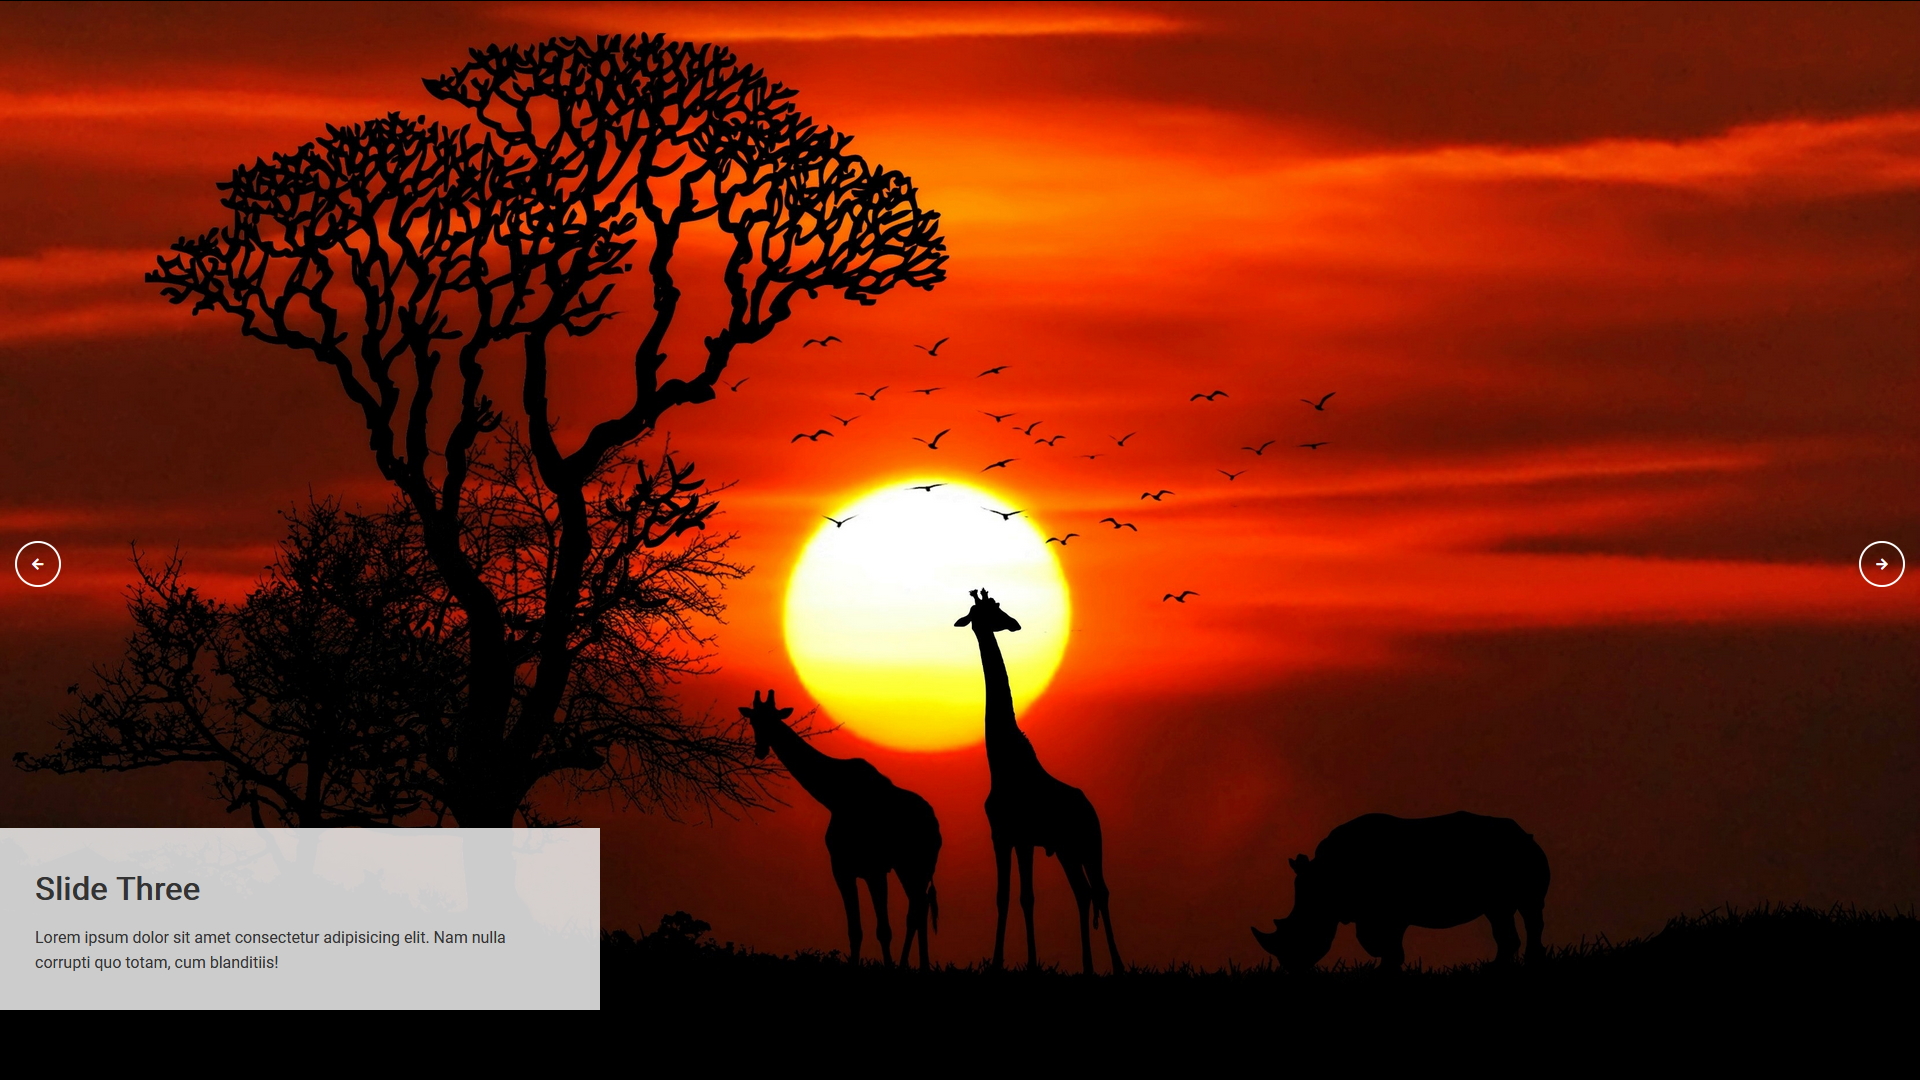 Slide Three
Lorem ipsum dolor sit amet consectetur adipisicing elit. Nam nulla
corrupti quo totam, cum blanditiis!